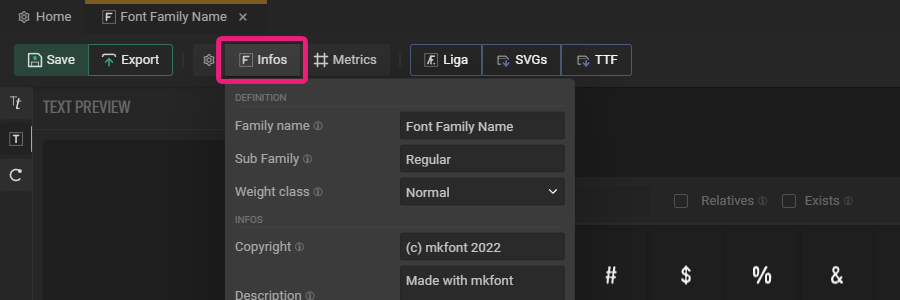 Home Font Family Name
Save Export Infos Metrics Liga SVGs TTF
Tt TEXT PREVIEW
DEFINITION
Family name Font Family Name
T
Sub Family Regular
Weight class Normal
Relatives Exists
INFOS
Copyright (c) mkfont 2022
Made with mkfont
# $ % &
Description